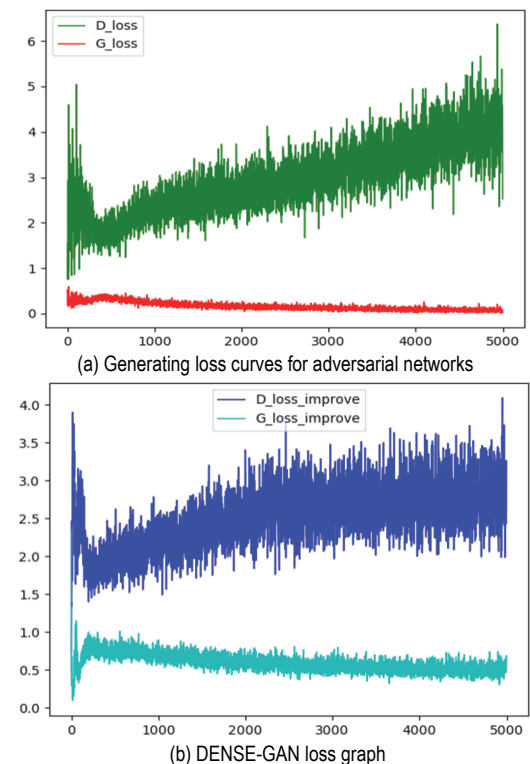 D_loss
G_loss
6
5
4
3
2
1
0
0 1000 2000 3000 4000 5000
(a) Generating loss curves for adversarial networks
D_loss_improve
G_loss_improve
4.0
3.5
3.0
2.5
2.0
1.5
1.0
0.5
0.0
0 1000 2000 3000 4000 5000
(b) DENSE-GAN loss graph